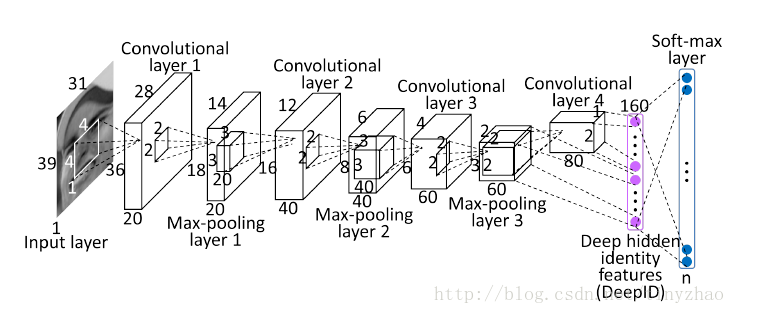 Soft-max
layer
Convolutional
layer 1
Convolutional
layer 2
Convolutional
layer 3
Convolutional
layer 4
31
28
14
12
6
4
2
1
160
39
4
4
1
36
2
2
18
3
3
20
16
2
2
8
3
3
40
6
2
2
3
2
2
2
80
1
20
20
40
40
60
60
Input layer
Max-pooling
layer 1
Max-pooling
layer 2
Max-pooling
layer 3
Deep hidden
identity
features
(DeepID)
n